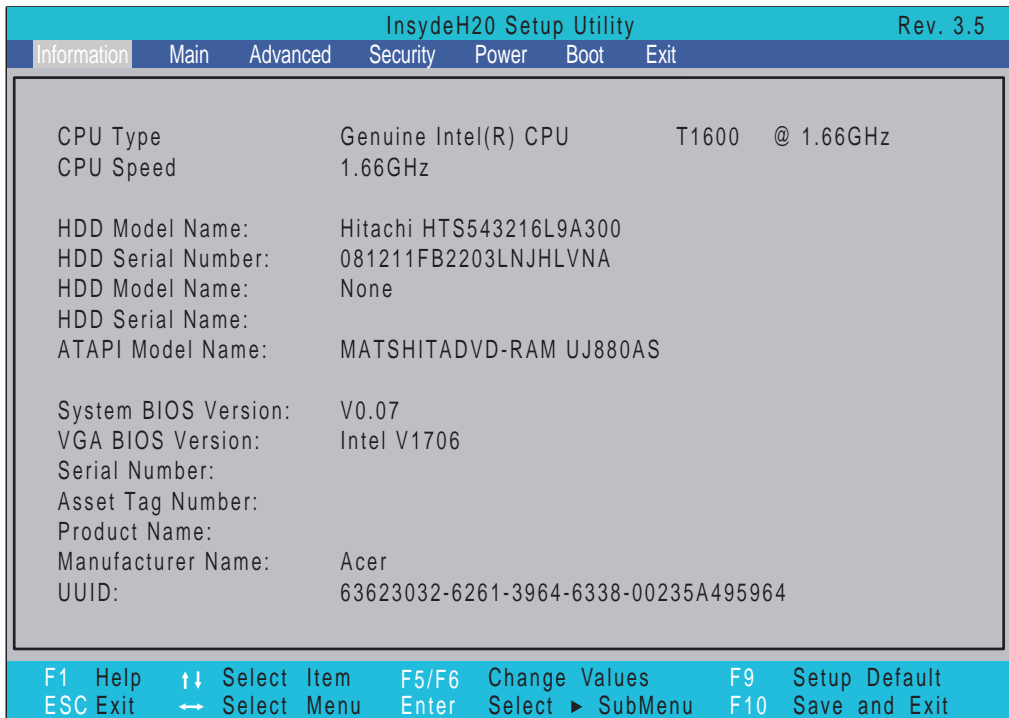 InsydeH20 Setup Utility Rev. 3.5
Information Main Advanced Security Power Boot Exit
CPU Type Genuine Intel(R) CPU T1600 @ 1.66GHz
CPU Speed 1.66GHz
HDD Model Name: Hitachi HTS543216L9A300
HDD Serial Number: 081211FB2203LNJHLVNA
HDD Model Name: None
HDD Serial Name:
ATAPI Model Name: MATSHITADVD-RAM UJ880AS
System BIOS Version: V0.07
VGA BIOS Version: Intel V1706
Serial Number:
Asset Tag Number:
Product Name:
Manufacturer Name: Acer
UUID: 63623032-6261-3964-6338-00235A495964
F1 Help ↑↓ Select Item F5/F6 Change Values F9 Setup Default
ESC Exit ↔ Select Menu Enter Select ► SubMenu F10 Save and Exit